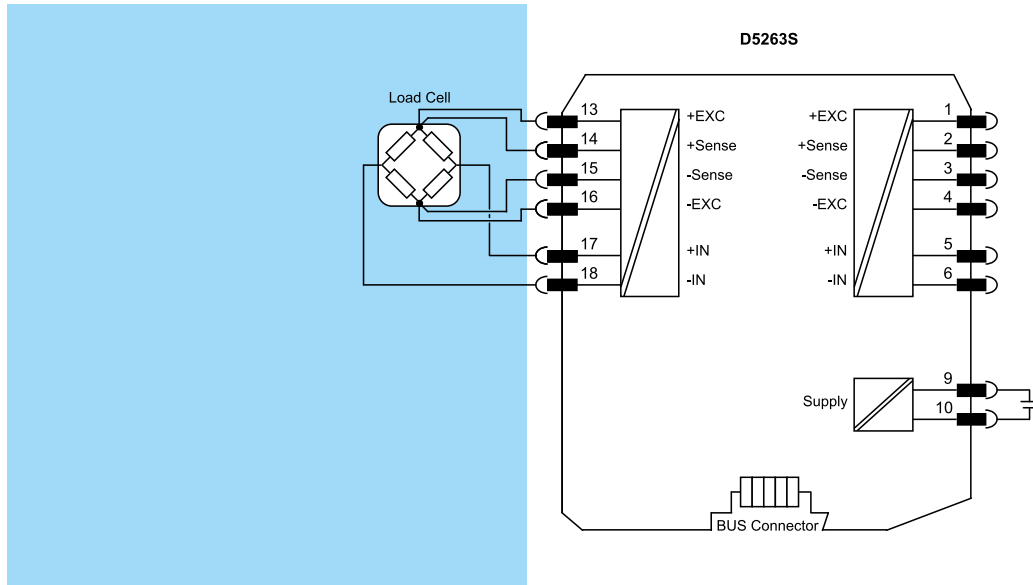 D5263S
Load Cell
13 +EXC +EXC 1
14 +Sense +Sense 2
15 -Sense -Sense 3
16 -EXC -EXC 4
17 +IN +IN 5
18 -IN -IN 6
9
Supply
10
BUS Connector